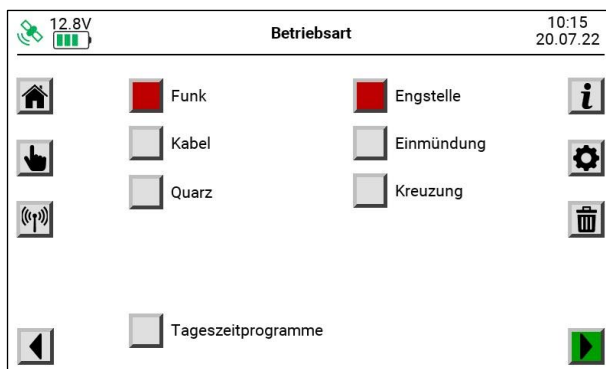 12.8V
Betriebsart
10:15
20.07.22
Funk
Engstelle
Kabel
Einmündung
Quarz
Kreuzung
Tageszeitprogramme